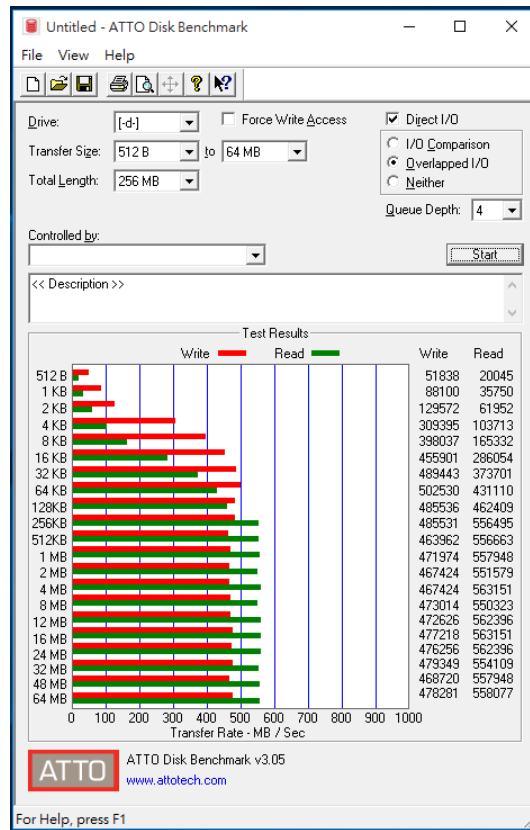 Untitled - ATTO Disk Benchmark
File View Help
Drive: [-d-] Force Write Access Direct I/O
Transfer Size: 512 B to 64 MB I/O Comparison
Overlapped I/O
Total Length: 256 MB Neither
Queue Depth: 4
Controlled by:
Start
<< Description >>
Test Results
Write Read Write Read
512 B 51838 20045
1 KB 88100 35750
2 KB 129572 61952
4 KB 309395 103713
8 KB 398037 165332
16 KB 455901 286054
32 KB 489443 373701
64 KB 502530 431110
128KB 485536 462409
256KB 485531 556495
512KB 463962 556663
1 MB 471974 557948
2 MB 467424 551579
4 MB 467424 563151
8 MB 473014 550323
12 MB 472626 562396
16 MB 477218 563151
24 MB 476256 562396
32 MB 479349 554109
48 MB 468720 557948
64 MB 478281 558077
0 100 200 300 400 500 600 700 800 900 1000
Transfer Rate - MB / Sec
ATTO ATTO Disk Benchmark v3.05
www.attotech.com
For Help, press F1